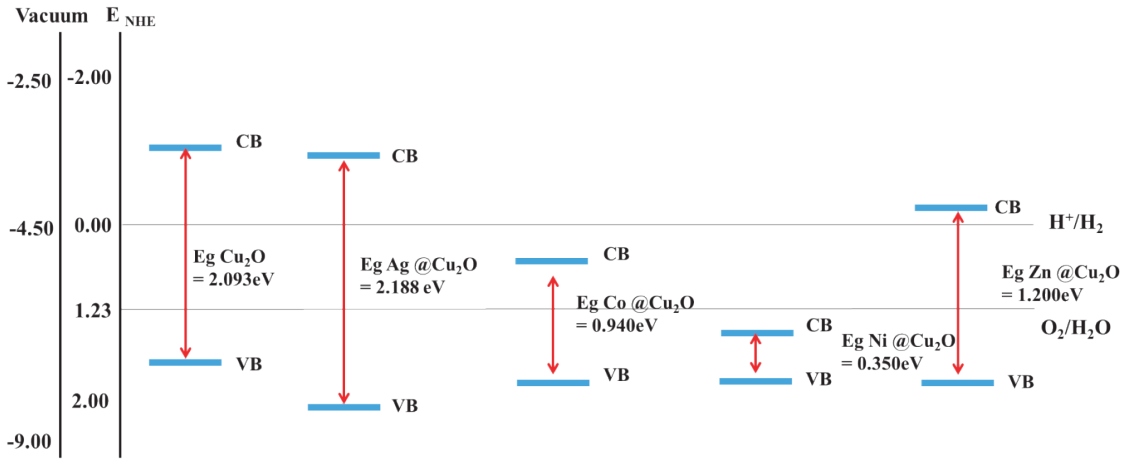 Vacuum E NHE
-2.50
-2.00
-4.50
0.00
1.23
2.00
-9.00
CB
Eg Cu₂O
= 2.093eV
VB
CB
Eg Ag @Cu₂O
= 2.188 eV
VB
CB
Eg Co @Cu₂O
= 0.940eV
VB
CB
Eg Ni @Cu₂O
= 0.350eV
VB
CB
Eg Zn @Cu₂O
= 1.200eV
VB
H⁺/H₂
O₂/H₂O